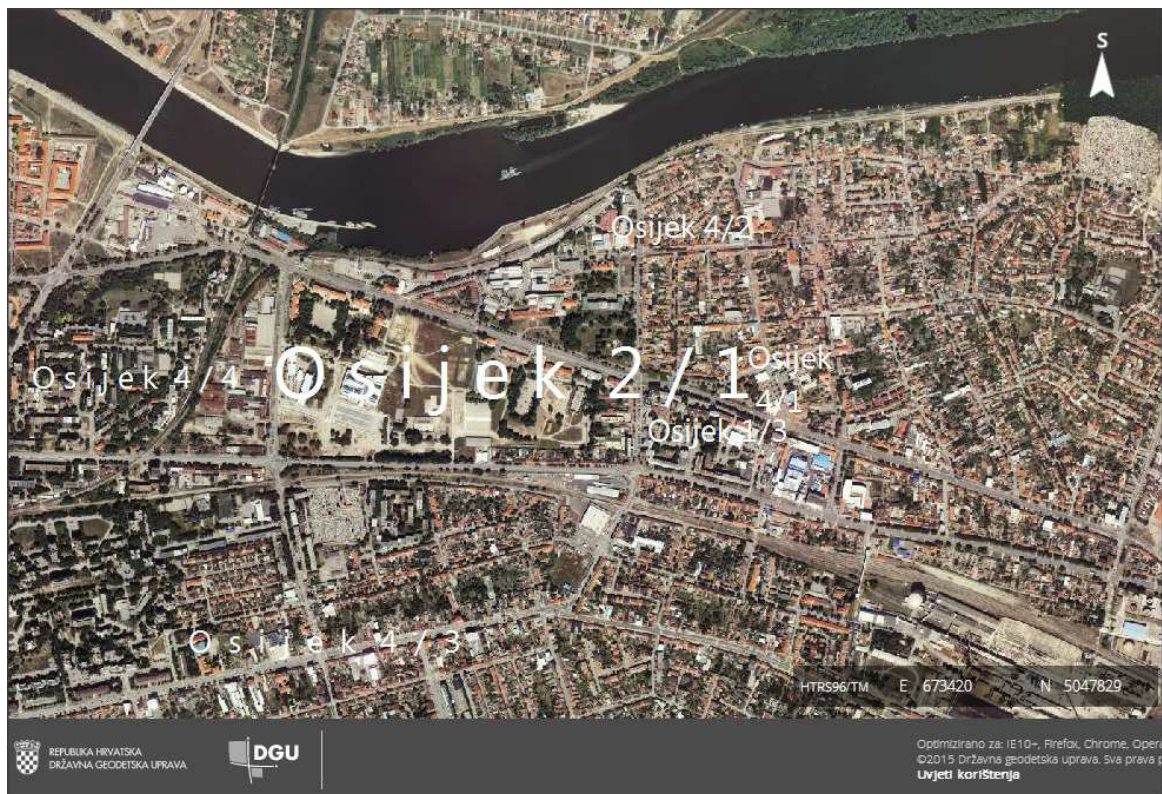 S
Osijek 4/2
Osijek 4/4
Osijek 2/1
Osijek
4/1
Osijek 1/3
Osijek 4/3
HTRS96/TM E 673420 N 5047829
REPUBLIKA HRVATSKA
DRŽAVNA GEODETSKA UPRAVA
DGU
Optimizirano za: IE10+, Firefox, Chrome, Opera
©2015 Državna geodetska uprava. Sva prava p
Uvjeti korištenja